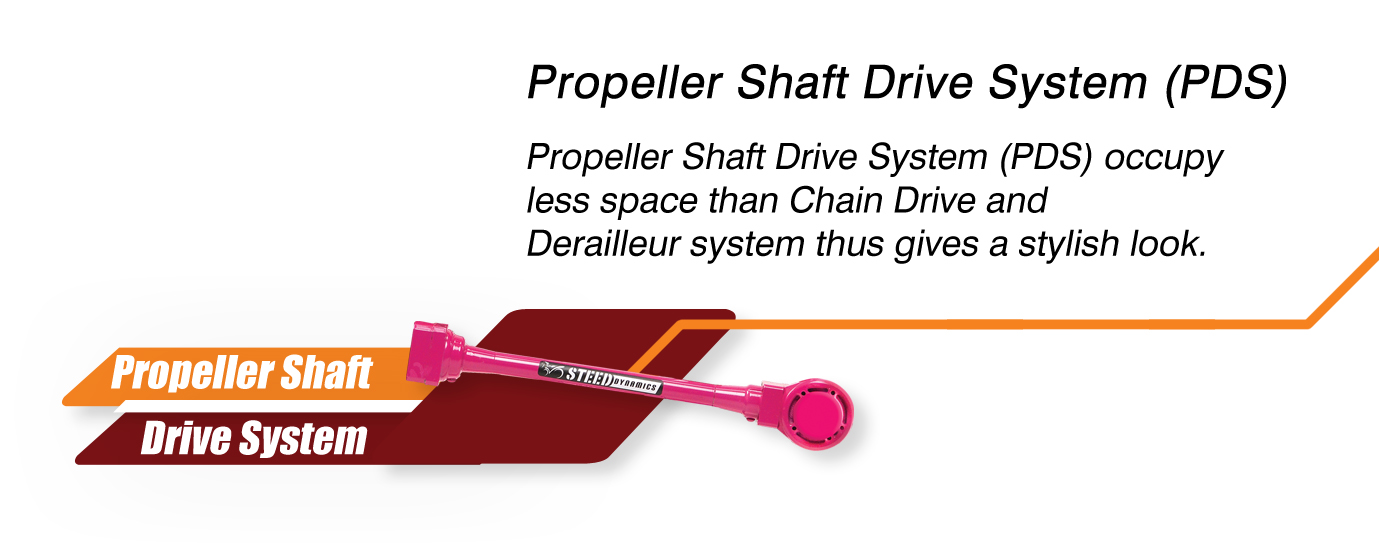 Propeller Shaft Drive System (PDS)
Propeller Shaft Drive System (PDS) occupy
less space than Chain Drive and
Derailleur system thus gives a stylish look.
Propeller Shaft
Drive System
STEED DYNAMICS